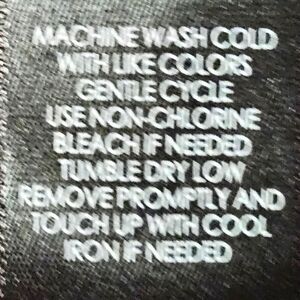 MACHINE WASH COLD
WITH LIKE COLORS
GENTLE CYCLE
USE NON-CHLORINE
BLEACH IF NEEDED
TUMBLE DRY LOW
REMOVE PROMPTLY AND
TOUCH UP WITH COOL
IRON IF NEEDED